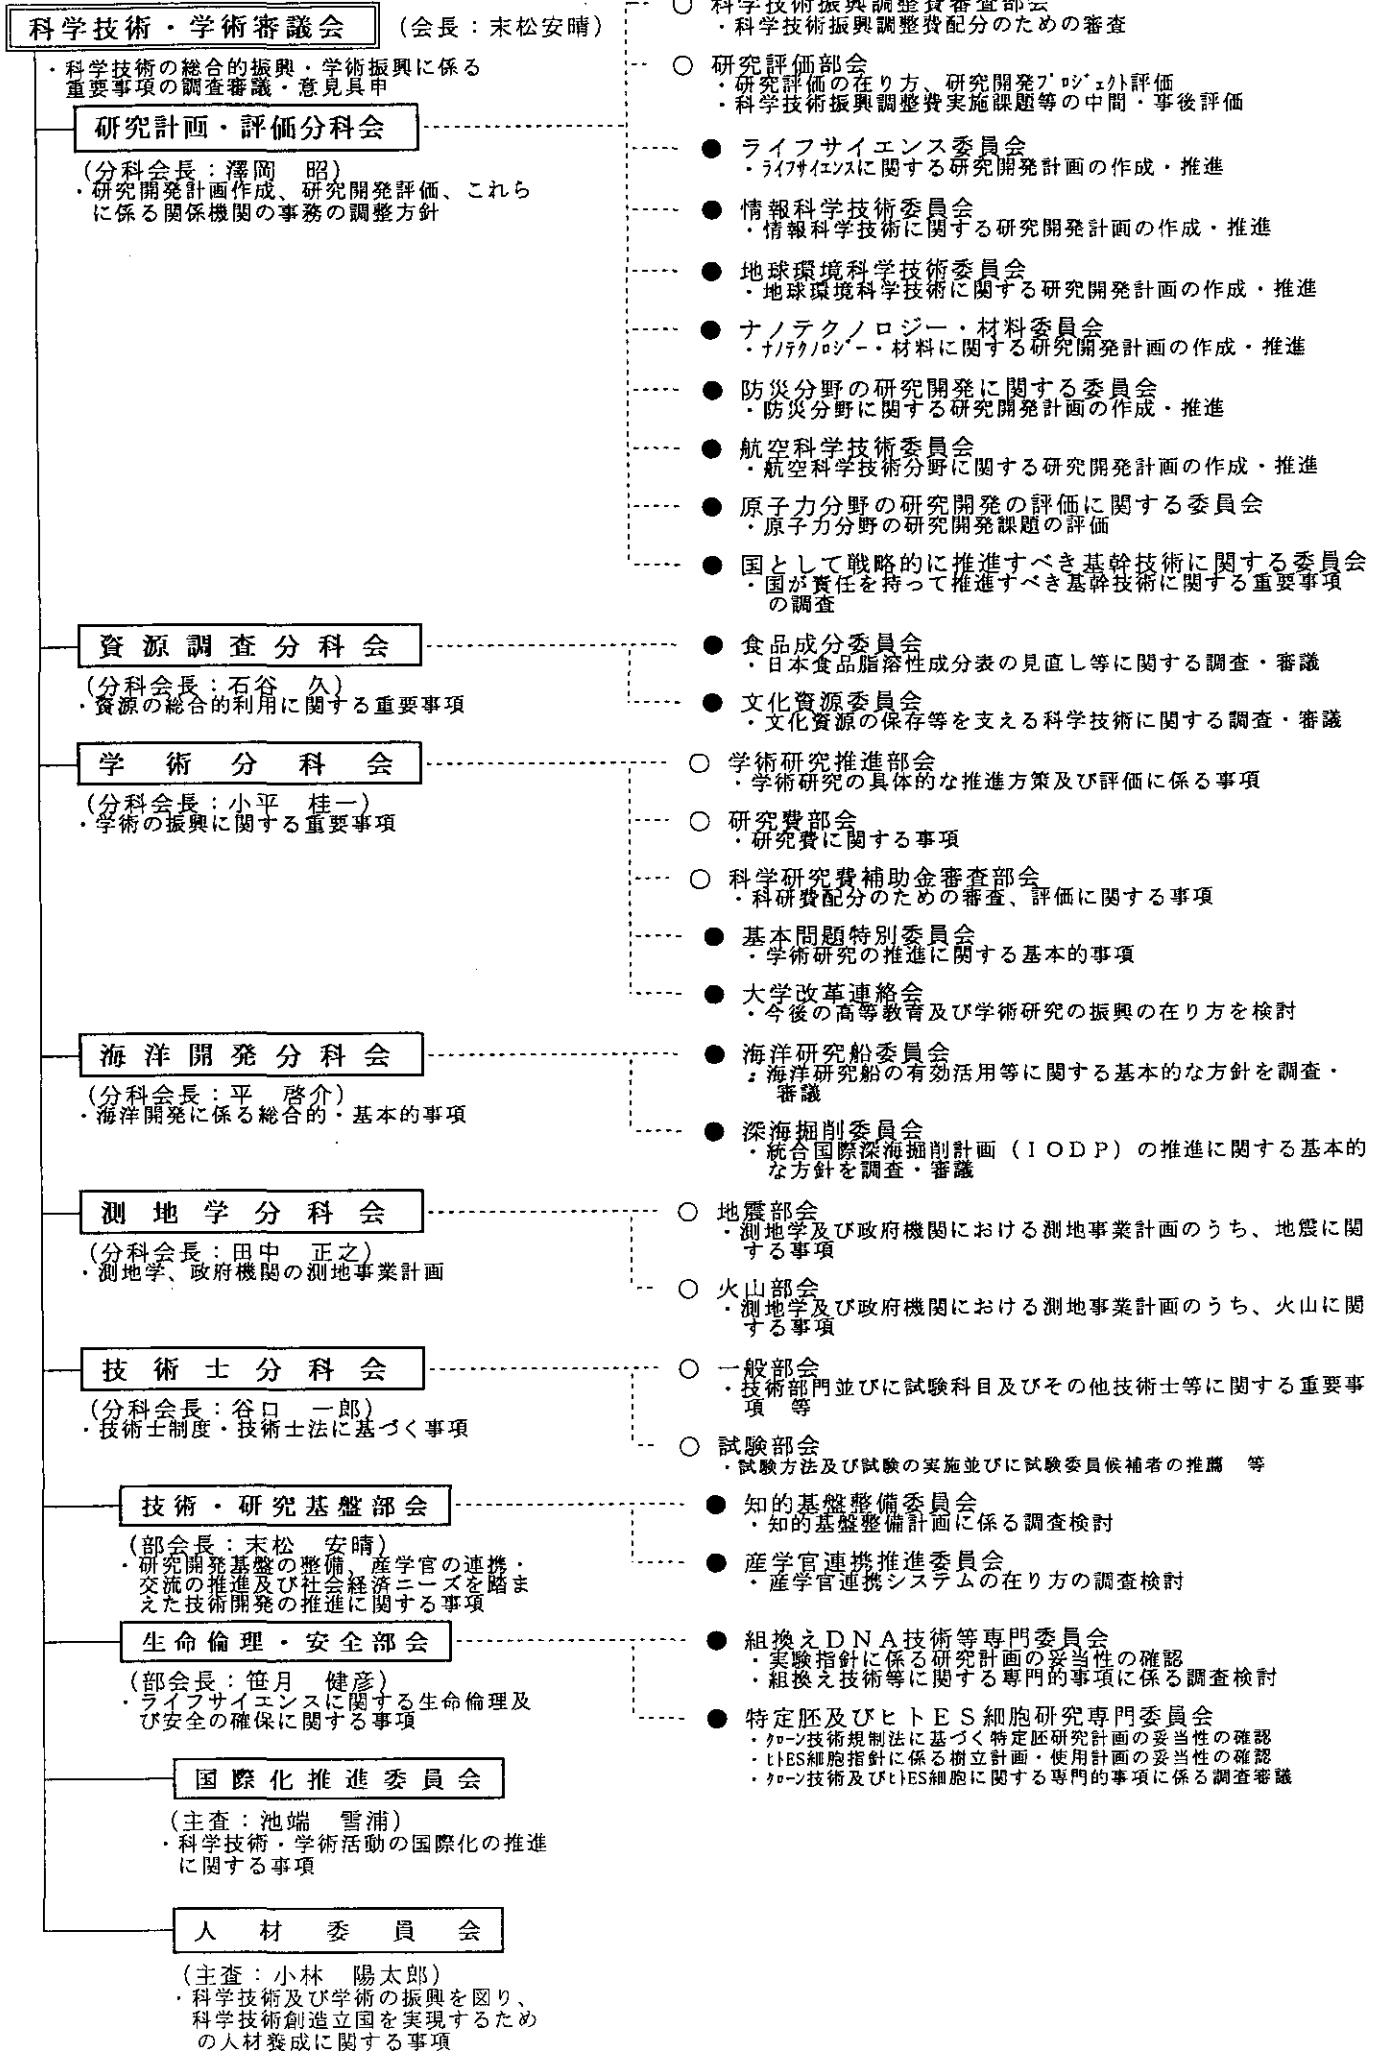 科学技術・学術審議会 (会長：末松安晴)
・科学技術の総合的振興・学術振興に係る
重要事項の調査審議・意見具申
○ 科学技術振興調整費審査部会
・科学技術振興調整費配分のための審査
○ 研究評価部会
・研究評価の在り方、研究開発プロジェクト評価
・科学技術振興調整費実施課題等の中間・事後評価
研究計画・評価分科会
(分科会長：澤岡　昭)
・研究開発計画作成、研究開発評価、これら
に係る関係機関の事務の調整方針
● ライフサイエンス委員会
・ライフサイエンスに関する研究開発計画の作成・推進
● 情報科学技術委員会
・情報科学技術に関する研究開発計画の作成・推進
● 地球環境科学技術委員会
・地球環境科学技術に関する研究開発計画の作成・推進
● ナノテクノロジー・材料委員会
・ナノテクノロジー・材料に関する研究開発計画の作成・推進
● 防災分野の研究開発に関する委員会
・防災分野に関する研究開発計画の作成・推進
● 航空科学技術委員会
・航空科学技術分野に関する研究開発計画の作成・推進
● 原子力分野の研究開発の評価に関する委員会
・原子力分野の研究開発課題の評価
● 国として戦略的に推進すべき基幹技術に関する委員会
・国が責任を持って推進すべき基幹技術に関する重要事項
の調査
資源調査分科会
(分科会長：石谷　久)
・資源の総合的利用に関する重要事項
● 食品成分委員会
・日本食品脂溶性成分表の見直し等に関する調査・審議
● 文化資源委員会
・文化資源の保存等を支える科学技術に関する調査・審議
学術分科会
(分科会長：小平　桂一)
・学術の振興に関する重要事項
○ 学術研究推進部会
・学術研究の具体的な推進方策及び評価に係る事項
○ 研究費部会
・研究費に関する事項
○ 科学研究費補助金審査部会
・科研費配分のための審査、評価に関する事項
● 基本問題特別委員会
・学術研究の推進に関する基本的事項
● 大学改革連絡会
・今後の高等教育及び学術研究の振興の在り方を検討
海洋開発分科会
(分科会長：平　啓介)
・海洋開発に係る総合的・基本的事項
● 海洋研究船委員会
・海洋研究船の有効活用等に関する基本的な方針を調査・
審議
● 深海掘削委員会
・統合国際深海掘削計画（ＩＯＤＰ）の推進に関する基本的
な方針を調査・審議
測地学分科会
(分科会長：田中　正之)
・測地学、政府機関の測地事業計画
○ 地震部会
・測地学及び政府機関における測地事業計画のうち、地震に関
する事項
○ 火山部会
・測地学及び政府機関における測地事業計画のうち、火山に関
する事項
技術士分科会
(分科会長：谷口　一郎)
・技術士制度・技術士法に基づく事項
○ 一般部会
・技術部門並びに試験科目及びその他技術士等に関する重要事
項　等
○ 試験部会
・試験方法及び試験の実施並びに試験委員候補者の推薦　等
技術・研究基盤部会
(部会長：末松　安晴)
・研究開発基盤の整備、産学官の連携・
交流の推進及び社会経済ニーズを踏ま
えた技術開発の推進に関する事項
● 知的基盤整備委員会
・知的基盤整備計画に係る調査検討
● 産学官連携推進委員会
・産学官連携システムの在り方の調査検討
生命倫理・安全部会
(部会長：笹月　健彦)
・ライフサイエンスに関する生命倫理及
び安全の確保に関する事項
● 組換えＤＮＡ技術等専門委員会
・実験指針に係る研究計画の妥当性の確認
・組換え技術等に関する専門的事項に係る調査検討
● 特定胚及びヒトＥＳ細胞研究専門委員会
・クローン技術規制法に基づく特定胚研究計画の妥当性の確認
・ヒトES細胞指針に係る樹立計画・使用計画の妥当性の確認
・クローン技術及びヒトES細胞に関する専門的事項に係る調査審議
国際化推進委員会
(主査：池端　雪浦)
・科学技術・学術活動の国際化の推進
に関する事項
人材委員会
(主査：小林　陽太郎)
・科学技術及び学術の振興を図り、
科学技術創造立国を実現するため
の人材養成に関する事項